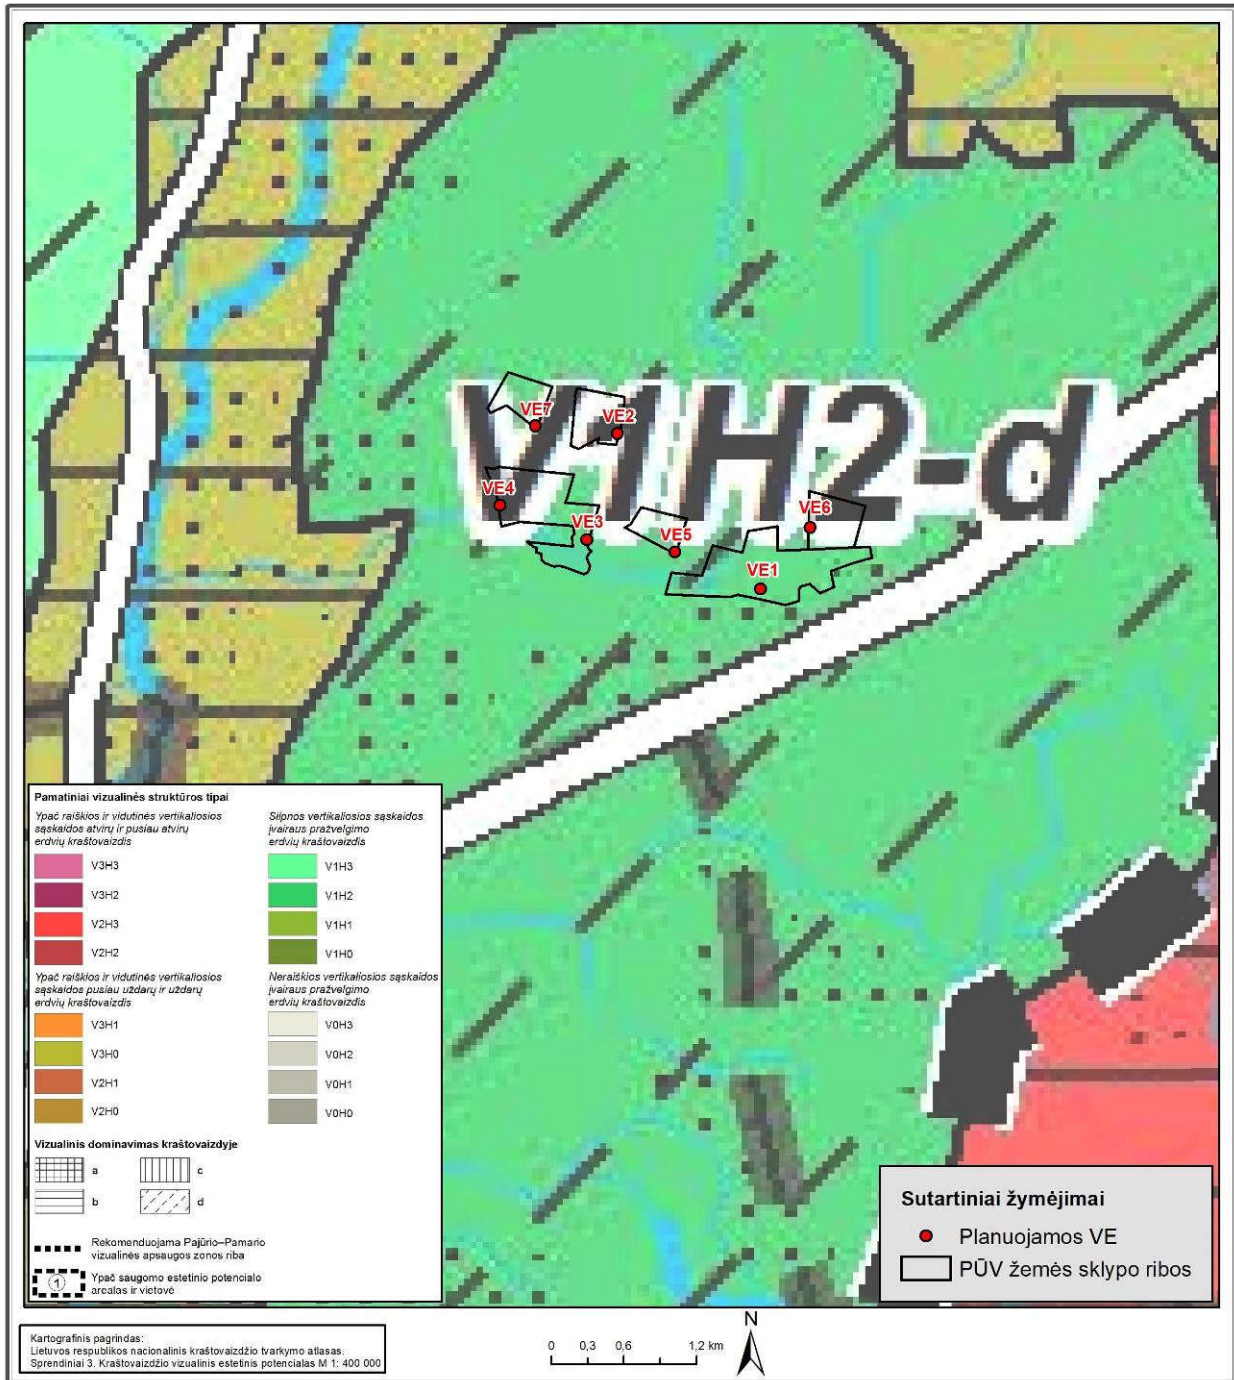 V1H2-d
VE7
VE2
VE4
VE3
VE5
VE6
VE1
Pamatiniai vizualinės struktūros tipai
Ypač raiškios ir vidutinės vertikaliosios
sąskaidos atvirų ir pusiau atvirų
erdvių kraštovaizdis
V3H3
V3H2
V2H3
V2H2
Ypač raiškios ir vidutinės vertikaliosios
sąskaidos pusiau uždarų ir uždarų
erdvių kraštovaizdis
V3H1
V3H0
V2H1
V2H0
Silpnos vertikaliosios sąskaidos
įvairaus pražvelgimo
erdvių kraštovaizdis
V1H3
V1H2
V1H1
V1H0
Neraiškios vertikaliosios sąskaidos
įvairaus pražvelgimo
erdvių kraštovaizdis
V0H3
V0H2
V0H1
V0H0
Vizualinis dominavimas kraštovaizdyje
a
c
b
d
Rekomenduojama Pajūrio–Pamario
vizualinės apsaugos zonos riba
1
Ypač saugomo estetinio potencialo
arealas ir vietovė
Sutartiniai žymėjimai
Planuojamos VE
PŪV žemės sklypo ribos
Kartografinis pagrindas:
Lietuvos respublikos nacionalinis kraštovaizdžio tvarkymo atlasas.
Sprendiniai 3. Kraštovaizdžio vizualinis estetinis potencialas M 1: 400 000
0 0,3 0,6 1,2 km
N